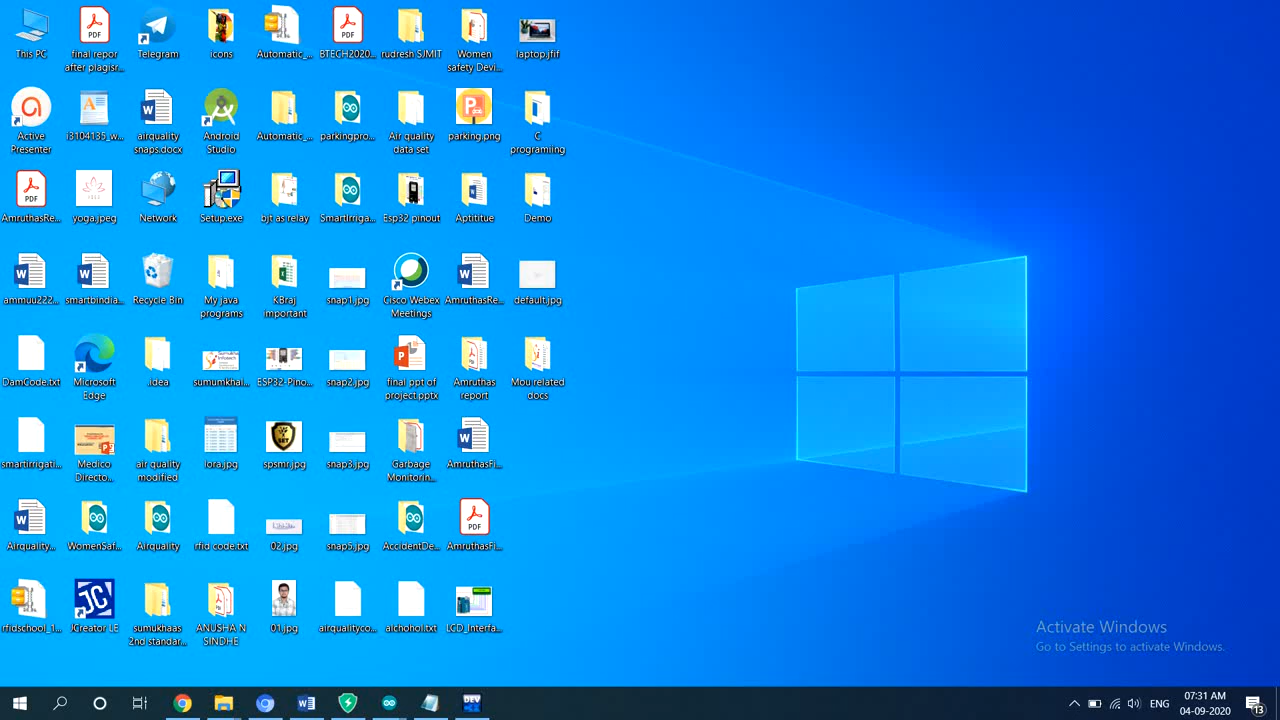 This PC
final repor
after plagisr...
Telegram
icons
Automatic_...
BTECH2020...
rudresh SJMIT
Women
safety Devi...
laptop.jfif
Active
Presenter
i3104135_w...
airquality
snaps.docx
Android
Studio
Automatic_...
parkingpro...
Air quality
data set
parking.png
C
programiing
AmruthasRe...
yoga.jpeg
Network
Setup.exe
bjt as relay
SmartIrriga...
Esp32 pinout
Aptititue
Demo
ammuu222...
smartbindia...
Recycle Bin
My java
programs
KBraj
important
snap1.jpg
Cisco Webex
Meetings
AmruthasRe...
default.jpg
DamCode.txt
Microsoft
Edge
.idea
sumumkhai...
ESP32-Pino...
snap2.jpg
final ppt of
project.pptx
Amruthas
report
Mou related
docs
smartirrigati...
Medico
Directo...
air quality
modified
lora.jpg
spsmr.jpg
snap3.jpg
Garbage
Monitorin...
AmruthasFi...
Airquality...
WomenSaf...
Airquality
rfid code.txt
02.jpg
snap5.jpg
AccidentDe...
AmruthasFi...
rfidschool_1...
JCreator LE
sumukhaas
2nd standar...
ANUSHA N
SINDHE
01.jpg
airqualityco...
alchohol.txt
LCD_Interfa...
Activate Windows
Go to Settings to activate Windows.
ENG
07:31 AM
04-09-2020
13